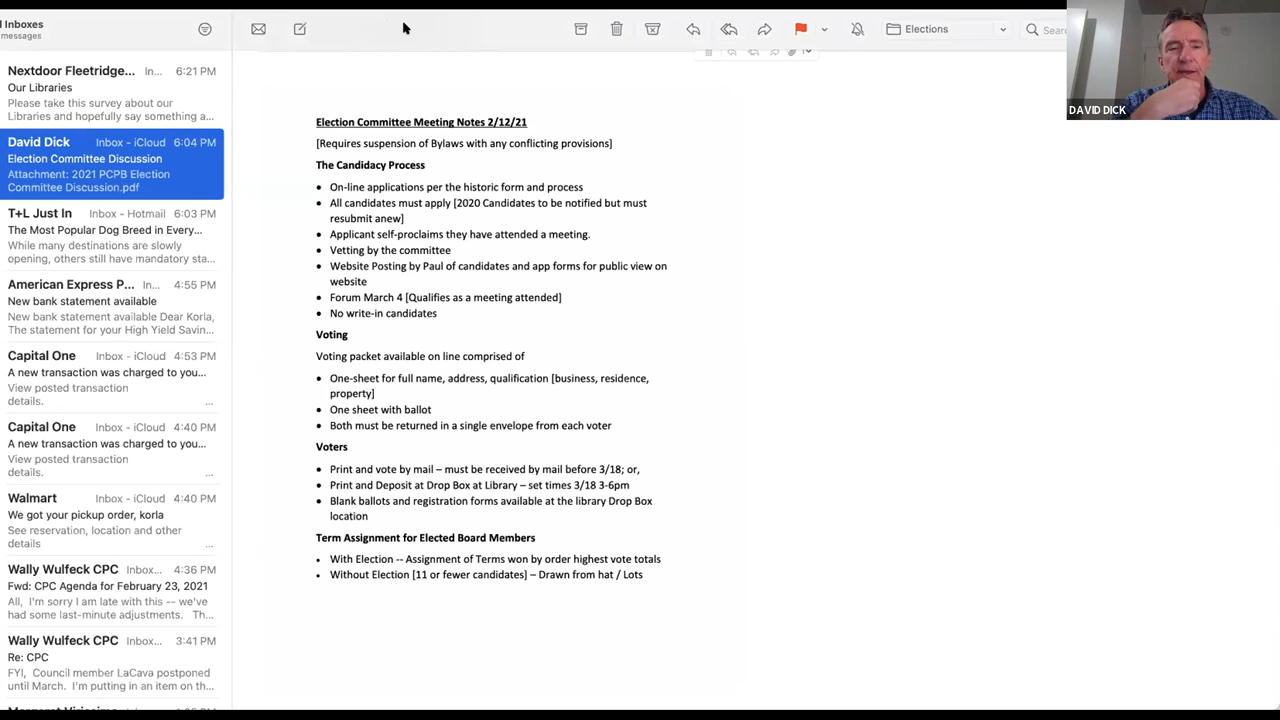 l Inboxes
messages
Elections
Sear
DAVID DICK
Nextdoor Fleetridge... In... 6:21 PM
Our Libraries
Please take this survey about our
Libraries and hopefully say something a...
David Dick Inbox - iCloud 6:04 PM
Election Committee Discussion
Attachment: 2021 PCPB Election
Committee Discussion.pdf
T+L Just In Inbox - Hotmail 6:03 PM
The Most Popular Dog Breed in Every...
While many destinations are slowly
opening, others still have mandatory sta...
American Express P... In... 4:55 PM
New bank statement available
New bank statement available Dear Korla,
The statement for your High Yield Savin...
Capital One Inbox - iCloud 4:53 PM
A new transaction was charged to you...
View posted transaction
details. ...
Capital One Inbox - iCloud 4:40 PM
A new transaction was charged to you...
View posted transaction
details. ...
Walmart Inbox - iCloud 4:40 PM
We got your pickup order, korla
See reservation, location and other
details ...
Wally Wulfeck CPC Inbox... 4:36 PM
Fwd: CPC Agenda for February 23, 2021
All, I'm sorry I am late with this -- we've
had some last-minute adjustments. Th...
Wally Wulfeck CPC Inbox... 3:41 PM
Re: CPC
FYI, Council member LaCava postponed
until March. I'm putting in an item on th...
Election Committee Meeting Notes 2/12/21
[Requires suspension of Bylaws with any conflicting provisions]
The Candidacy Process
• On-line applications per the historic form and process
• All candidates must apply [2020 Candidates to be notified but must
resubmit anew]
• Applicant self-proclaims they have attended a meeting.
• Vetting by the committee
• Website Posting by Paul of candidates and app forms for public view on
website
• Forum March 4 [Qualifies as a meeting attended]
• No write-in candidates
Voting
Voting packet available on line comprised of
• One-sheet for full name, address, qualification [business, residence,
property]
• One sheet with ballot
• Both must be returned in a single envelope from each voter
Voters
• Print and vote by mail – must be received by mail before 3/18; or,
• Print and Deposit at Drop Box at Library – set times 3/18 3-6pm
• Blank ballots and registration forms available at the library Drop Box
location
Term Assignment for Elected Board Members
• With Election -- Assignment of Terms won by order highest vote totals
• Without Election [11 or fewer candidates] – Drawn from hat / Lots